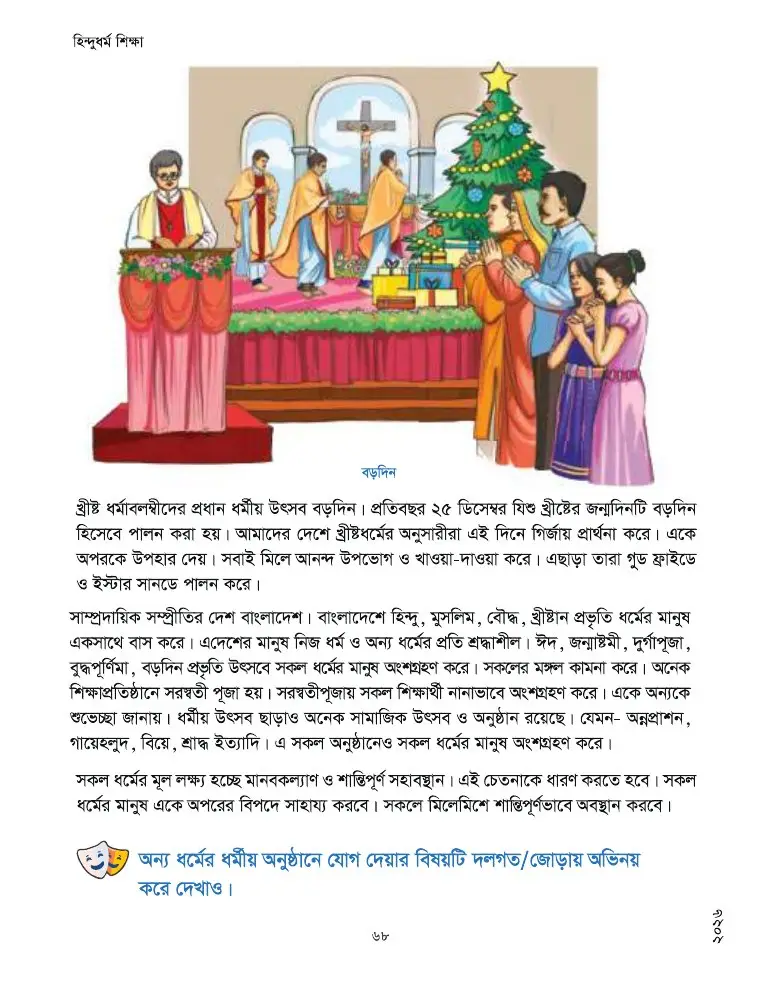 হিন্দুধর্ম শিক্ষা
বড়দিন
খ্রীষ্ট ধর্মাবলম্বীদের প্রধান ধর্মীয় উৎসব বড়দিন। প্রতিবছর ২৫ ডিসেম্বর যিশু খ্রীষ্টের জন্মদিনটি বড়দিন
হিসেবে পালন করা হয়। আমাদের দেশে খ্রীষ্টধর্মের অনুসারীরা এই দিনে গির্জায় প্রার্থনা করে। একে
অপরকে উপহার দেয়। সবাই মিলে আনন্দ উপভোগ ও খাওয়া-দাওয়া করে। এছাড়া তারা গুড ফ্রাইডে
ও ইস্টার সানডে পালন করে।
সাম্প্রদায়িক সম্প্রীতির দেশ বাংলাদেশ। বাংলাদেশে হিন্দু, মুসলিম, বৌদ্ধ, খ্রীষ্টান প্রভৃতি ধর্মের মানুষ
একসাথে বাস করে। এদেশের মানুষ নিজ ধর্ম ও অন্য ধর্মের প্রতি শ্রদ্ধাশীল। ঈদ, জন্মাষ্টমী, দুর্গাপূজা,
বুদ্ধপূর্ণিমা, বড়দিন প্রভৃতি উৎসবে সকল ধর্মের মানুষ অংশগ্রহণ করে। সকলের মঙ্গল কামনা করে। অনেক
শিক্ষাপ্রতিষ্ঠানে সরস্বতী পূজা হয়। সরস্বতীপূজায় সকল শিক্ষার্থী নানাভাবে অংশগ্রহণ করে। একে অন্যকে
শুভেচ্ছা জানায়। ধর্মীয় উৎসব ছাড়াও অনেক সামাজিক উৎসব ও অনুষ্ঠান রয়েছে। যেমন- অন্নপ্রাশন,
গায়েহলুদ, বিয়ে, শ্রাদ্ধ ইত্যাদি। এ সকল অনুষ্ঠানেও সকল ধর্মের মানুষ অংশগ্রহণ করে।
সকল ধর্মের মূল লক্ষ্য হচ্ছে মানবকল্যাণ ও শান্তিপূর্ণ সহাবস্থান। এই চেতনাকে ধারণ করতে হবে। সকল
ধর্মের মানুষ একে অপরের বিপদে সাহায্য করবে। সকলে মিলেমিশে শান্তিপূর্ণভাবে অবস্থান করবে।
অন্য ধর্মের ধর্মীয় অনুষ্ঠানে যোগ দেয়ার বিষয়টি দলগত/জোড়ায় অভিনয়
করে দেখাও।
৬৮
২০২৬